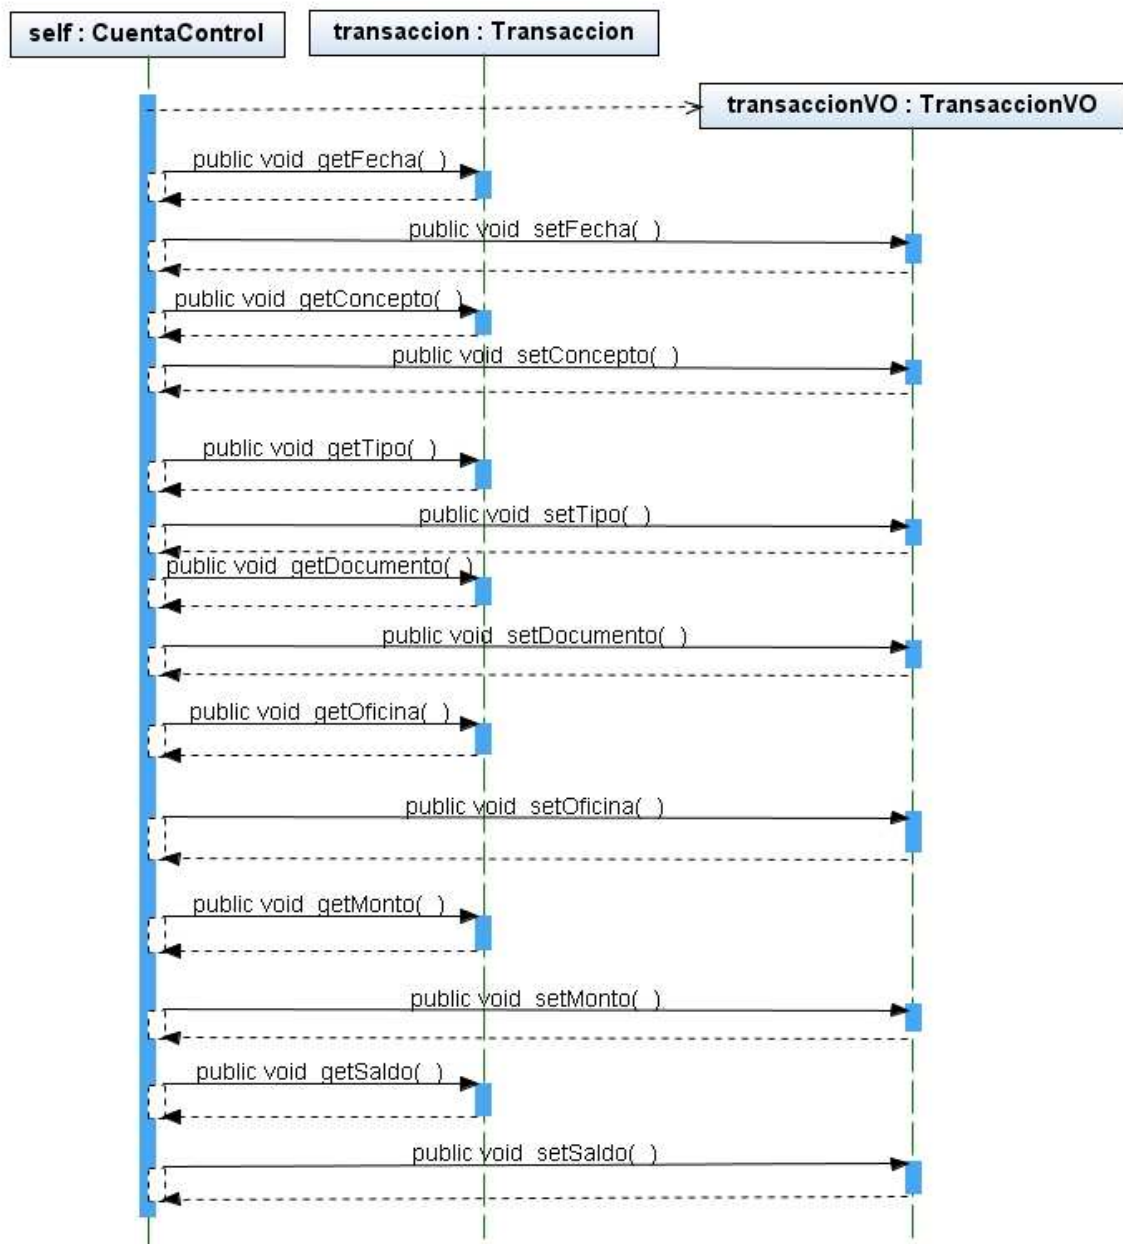 self : CuentaControl
transaccion : Transaccion
transaccionVO : TransaccionVO
public void getFecha( )
public void setFecha( )
public void getConcepto( )
public void setConcepto( )
public void getTipo( )
public void setTipo( )
public void getDocumento( )
public void setDocumento( )
public void getOficina( )
public void setOficina( )
public void getMonto( )
public void setMonto( )
public void getSaldo( )
public void setSaldo( )